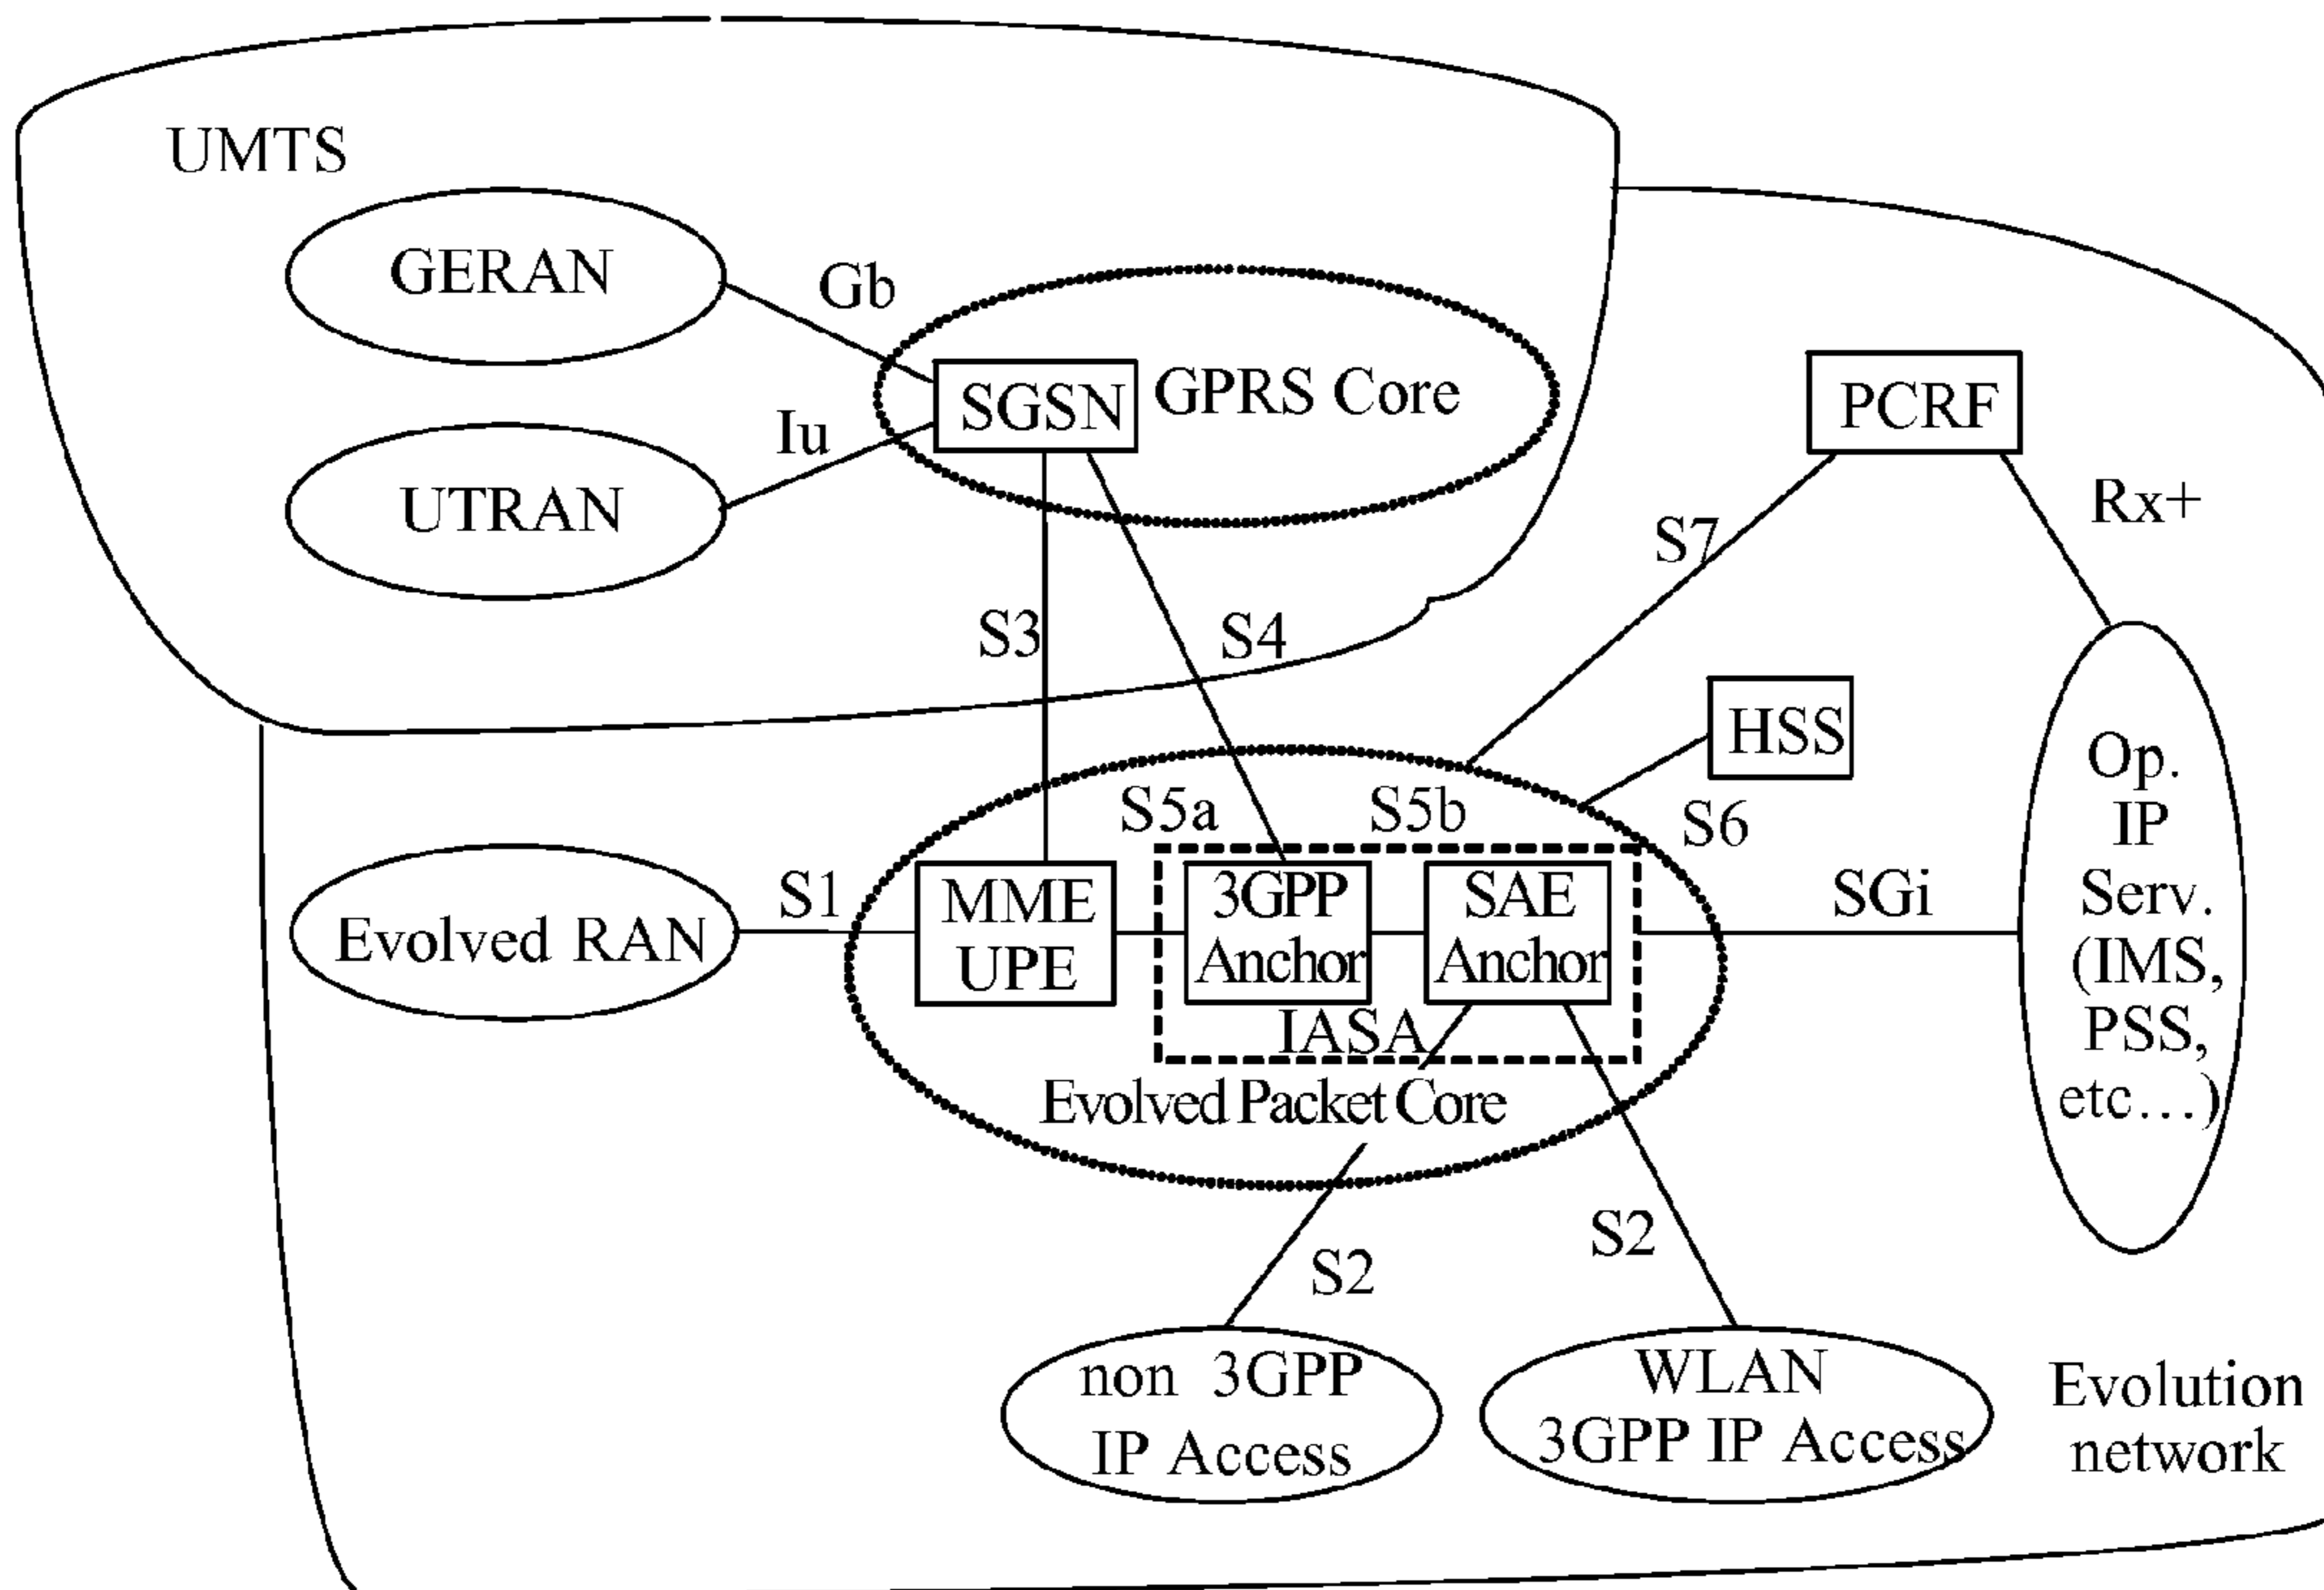 UMTS
GERAN
Gb
SGSN
GPRS Core
PCRF
Iu
UTRAN
Rx+
S7
S3
S4
HSS
S5a
S5b
S6
Op.
IP
Serv.
(IMS,
PSS,
etc...)
Evolved RAN
S1
MME
UPE
3GPP
Anchor
SAE
Anchor
SGi
IASA
Evolved Packet Core
S2
S2
non 3GPP
IP Access
WLAN
3GPP IP Access
Evolution
network